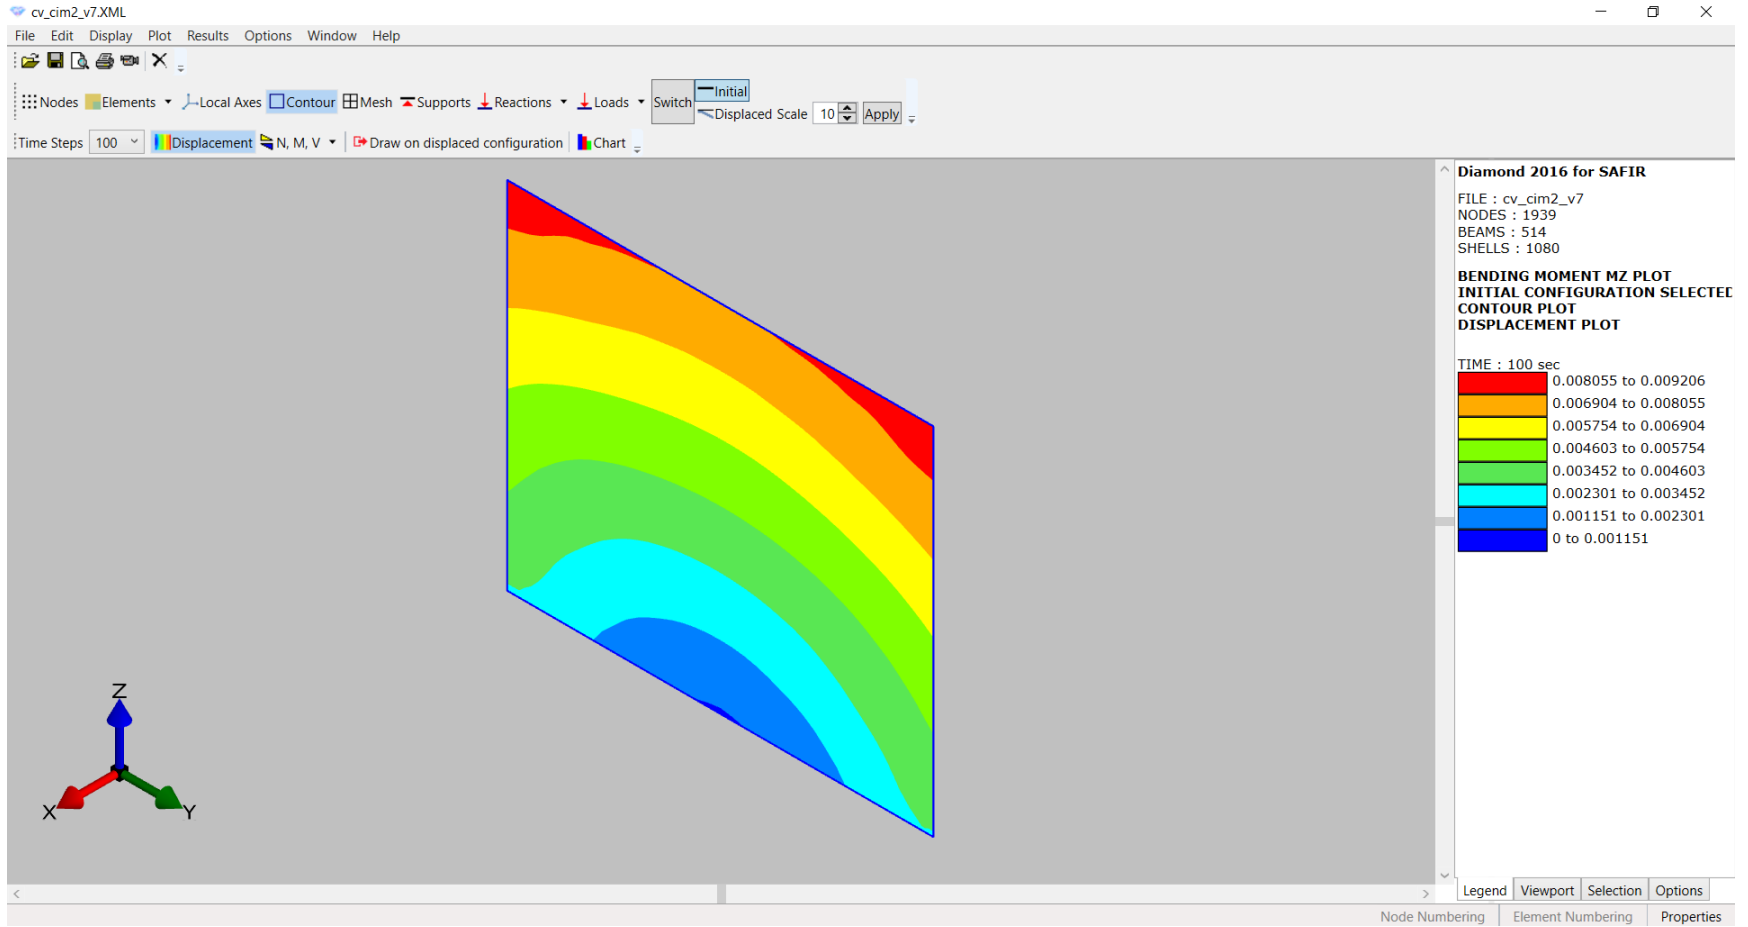 cv_cim2_v7.XML
File Edit Display Plot Results Options Window Help
Nodes Elements Local Axes Contour Mesh Supports Reactions Loads Switch Initial
Displaced Scale 10 Apply
Time Steps 100 Displacement N, M, V Draw on displaced configuration Chart
Diamond 2016 for SAFIR
FILE : cv_cim2_v7
NODES : 1939
BEAMS : 514
SHELLS : 1080
BENDING MOMENT MZ PLOT
INITIAL CONFIGURATION SELECTED
CONTOUR PLOT
DISPLACEMENT PLOT
TIME : 100 sec
0.008055 to 0.009206
0.006904 to 0.008055
0.005754 to 0.006904
0.004603 to 0.005754
0.003452 to 0.004603
0.002301 to 0.003452
0.001151 to 0.002301
0 to 0.001151
Z
X
Y
Legend Viewport Selection Options
Node Numbering Element Numbering Properties